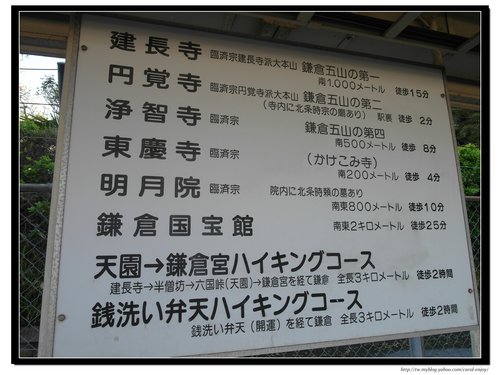 建長寺 臨済宗建長寺派大本山 鎌倉五山の第一
南1,000メートル 徒歩15分
円覚寺 臨済宗円覚寺派大本山 鎌倉五山の第二
(寺内に北条時宗の廟あり) 駅裏 徒歩 2分
浄智寺 臨済宗 鎌倉五山の第四
南500メートル 徒歩 8分
東慶寺 臨済宗 (かけこみ寺)
南200メートル 徒歩 4分
明月院 臨済宗 院内に北条時頼の墓あり
南東800メートル 徒歩10分
鎌倉国宝館 南東2キロメートル 徒歩25分
天園→鎌倉宮ハイキングコース
建長寺→半僧坊→六国峠(天園)→鎌倉宮を経て鎌倉 全長3キロメートル 徒歩2時間
銭洗い弁天ハイキングコース
銭洗い弁天(開運)を経て鎌倉 全長3キロメートル 徒歩2時間
http://tw.myblog.yahoo.com/carol-enjoy/